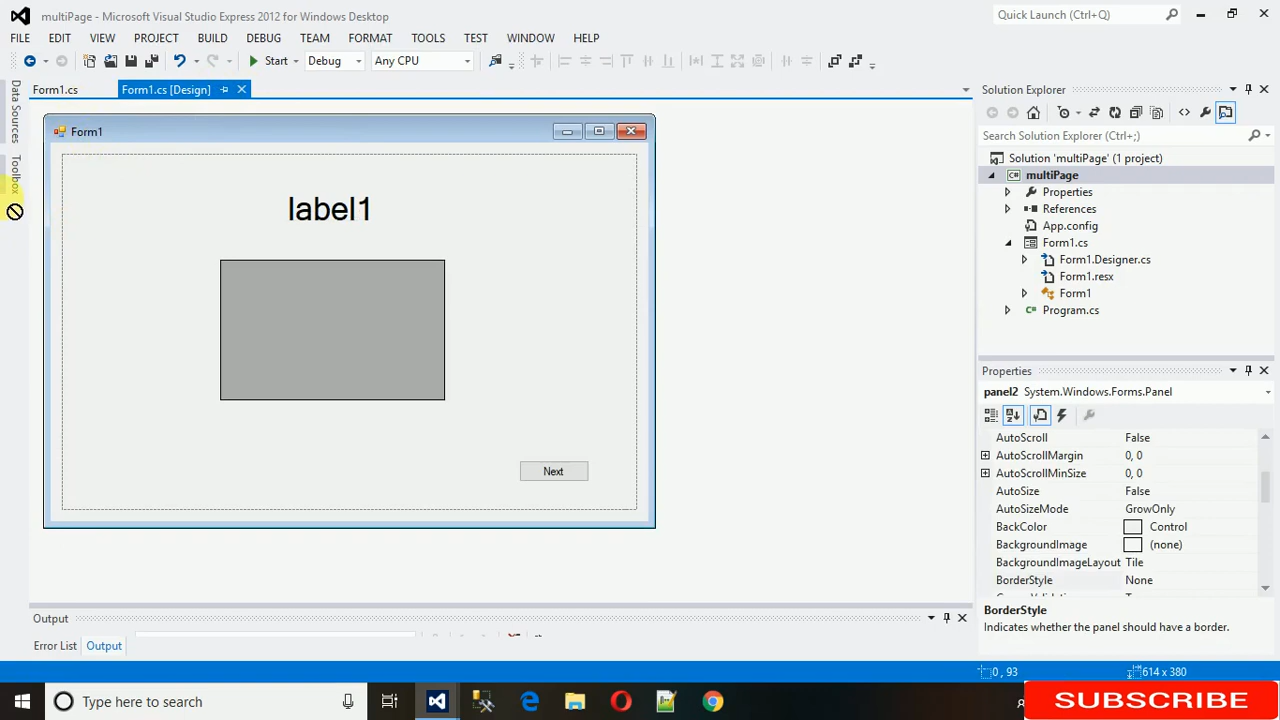 multiPage - Microsoft Visual Studio Express 2012 for Windows Desktop
Quick Launch (Ctrl+Q)
FILE EDIT VIEW PROJECT BUILD DEBUG TEAM FORMAT TOOLS TEST WINDOW HELP
Start Debug Any CPU
Data Sources
Toolbox
Form1.cs Form1.cs [Design]
Form1
label1
Next
Solution Explorer
Search Solution Explorer (Ctrl+;)
Solution 'multiPage' (1 project)
C# multiPage
Properties
References
App.config
Form1.cs
Form1.Designer.cs
Form1.resx
Form1
C# Program.cs
Properties
panel2 System.Windows.Forms.Panel
AutoScroll False
AutoScrollMargin 0, 0
AutoScrollMinSize 0, 0
AutoSize False
AutoSizeMode GrowOnly
BackColor Control
BackgroundImage (none)
BackgroundImageLayout Tile
BorderStyle None
BorderStyle
Indicates whether the panel should have a border.
Output
Error List Output
0 , 93 614 x 380
Type here to search
SUBSCRIBE